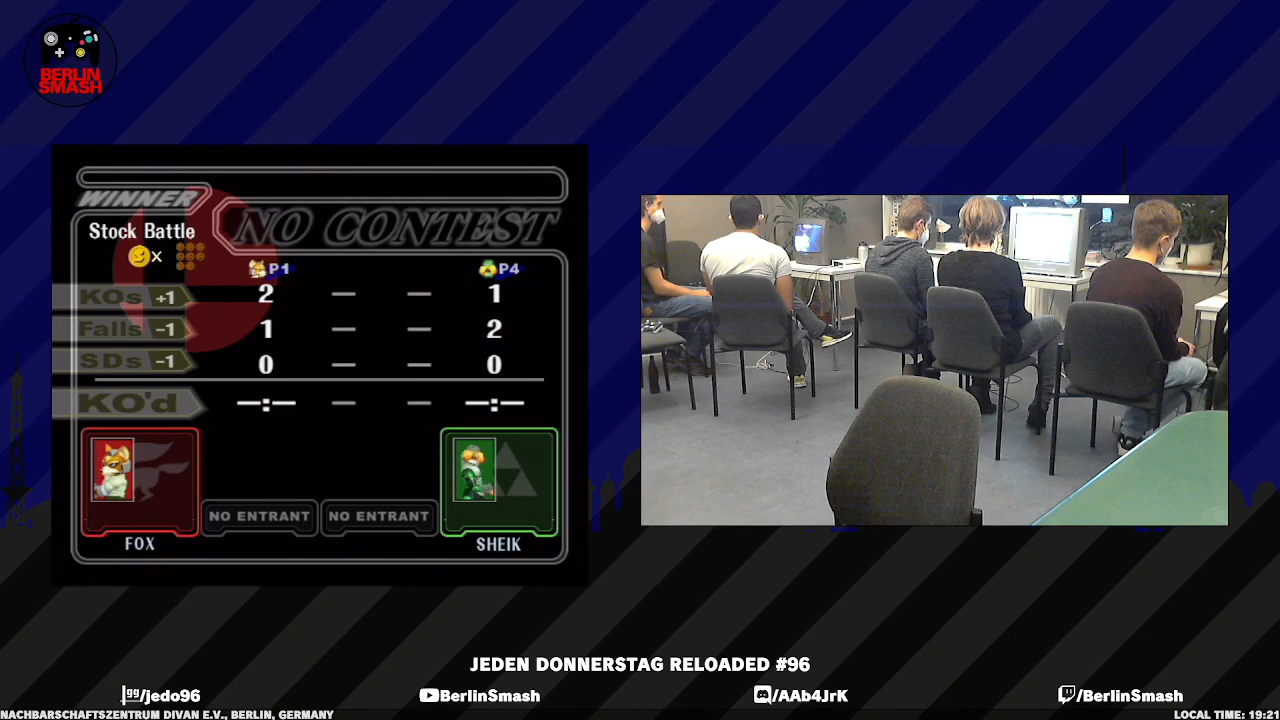 BERLIN
SMASH
WINNER
NO CONTEST
Stock Battle
X
P1
P4
KOs +1
2 — — 1
Falls -1
1 — — 2
SDs -1
0 — — 0
KO'd
—:— — — —:—
NO ENTRANT
NO ENTRANT
FOX
SHEIK
JEDEN DONNERSTAG RELOADED #96
gg/jedo96
BerlinSmash
/AAb4JrK
/BerlinSmash
NACHBARSCHAFTSZENTRUM DIVAN E.V., BERLIN, GERMANY
LOCAL TIME: 19:21